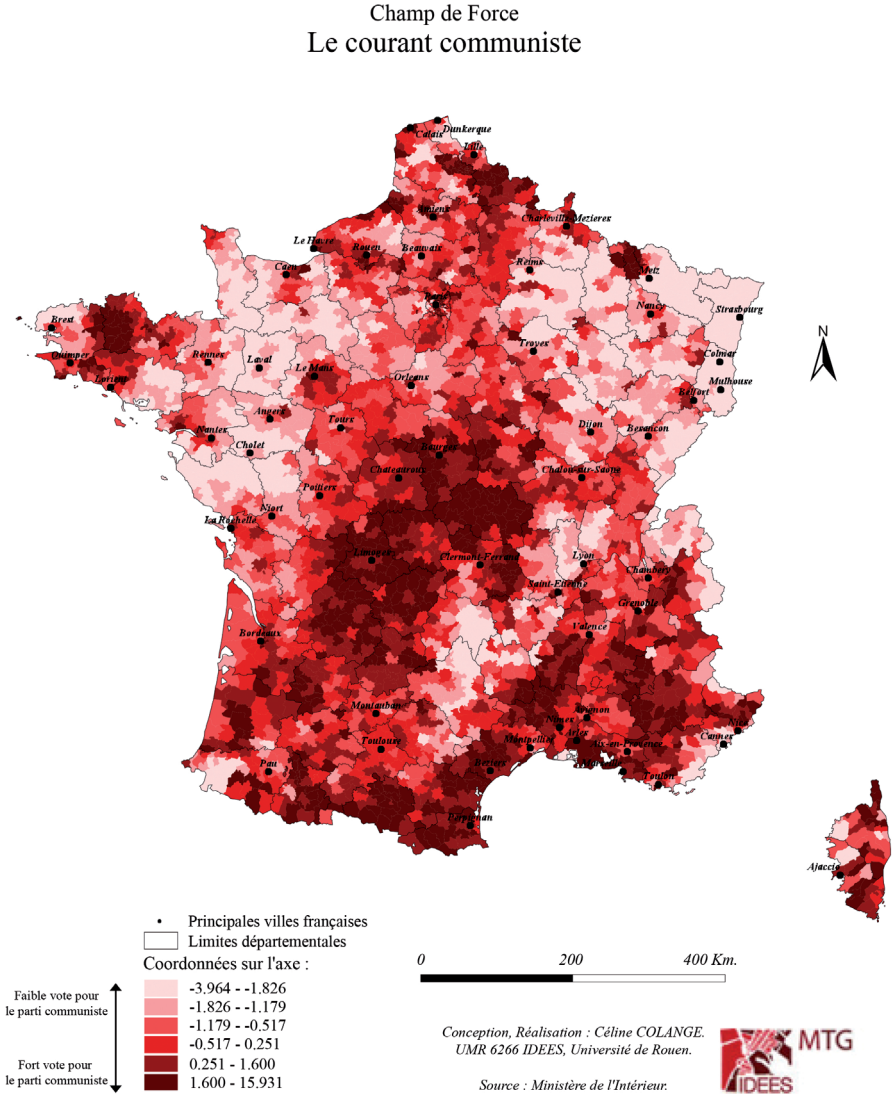 Champ de Force
Le courant communiste
Dunkerque
Calais
Lille
Amiens
Charleville-Mezieres
Le Havre
Rouen
Beauvais
Reims
Metz
Caen
Paris
Nancy
Strasbourg
Brest
N
Troyes
Quimper
Rennes
Laval
Colmar
Le Mans
Lorient
Orleans
Mulhouse
Belfort
Angers
Nantes
Tours
Dijon
Besancon
Cholet
Bourges
Chateauroux
Chalon-sur-Saone
Poitiers
Niort
La Rochelle
Limoges
Clermont-Ferrand
Lyon
Chambery
Saint-Etienne
Grenoble
Bordeaux
Valence
Montauban
Avignon
Nimes
Nice
Arles
Cannes
Toulouse
Montpellier
Aix-en-Provence
Pau
Beziers
Marseille
Toulon
Perpignan
Ajaccio
Principales villes françaises
Limites départementales
Coordonnées sur l'axe :
0 200 400 Km.
Faible vote pour
le parti communiste
-3.964 - -1.826
-1.826 - -1.179
-1.179 - -0.517
-0.517 - 0.251
0.251 - 1.600
1.600 - 15.931
Fort vote pour
le parti communiste
Conception, Réalisation : Céline COLANGE.
UMR 6266 IDEES, Université de Rouen.
Source : Ministère de l'Intérieur.
MTG
IDEES